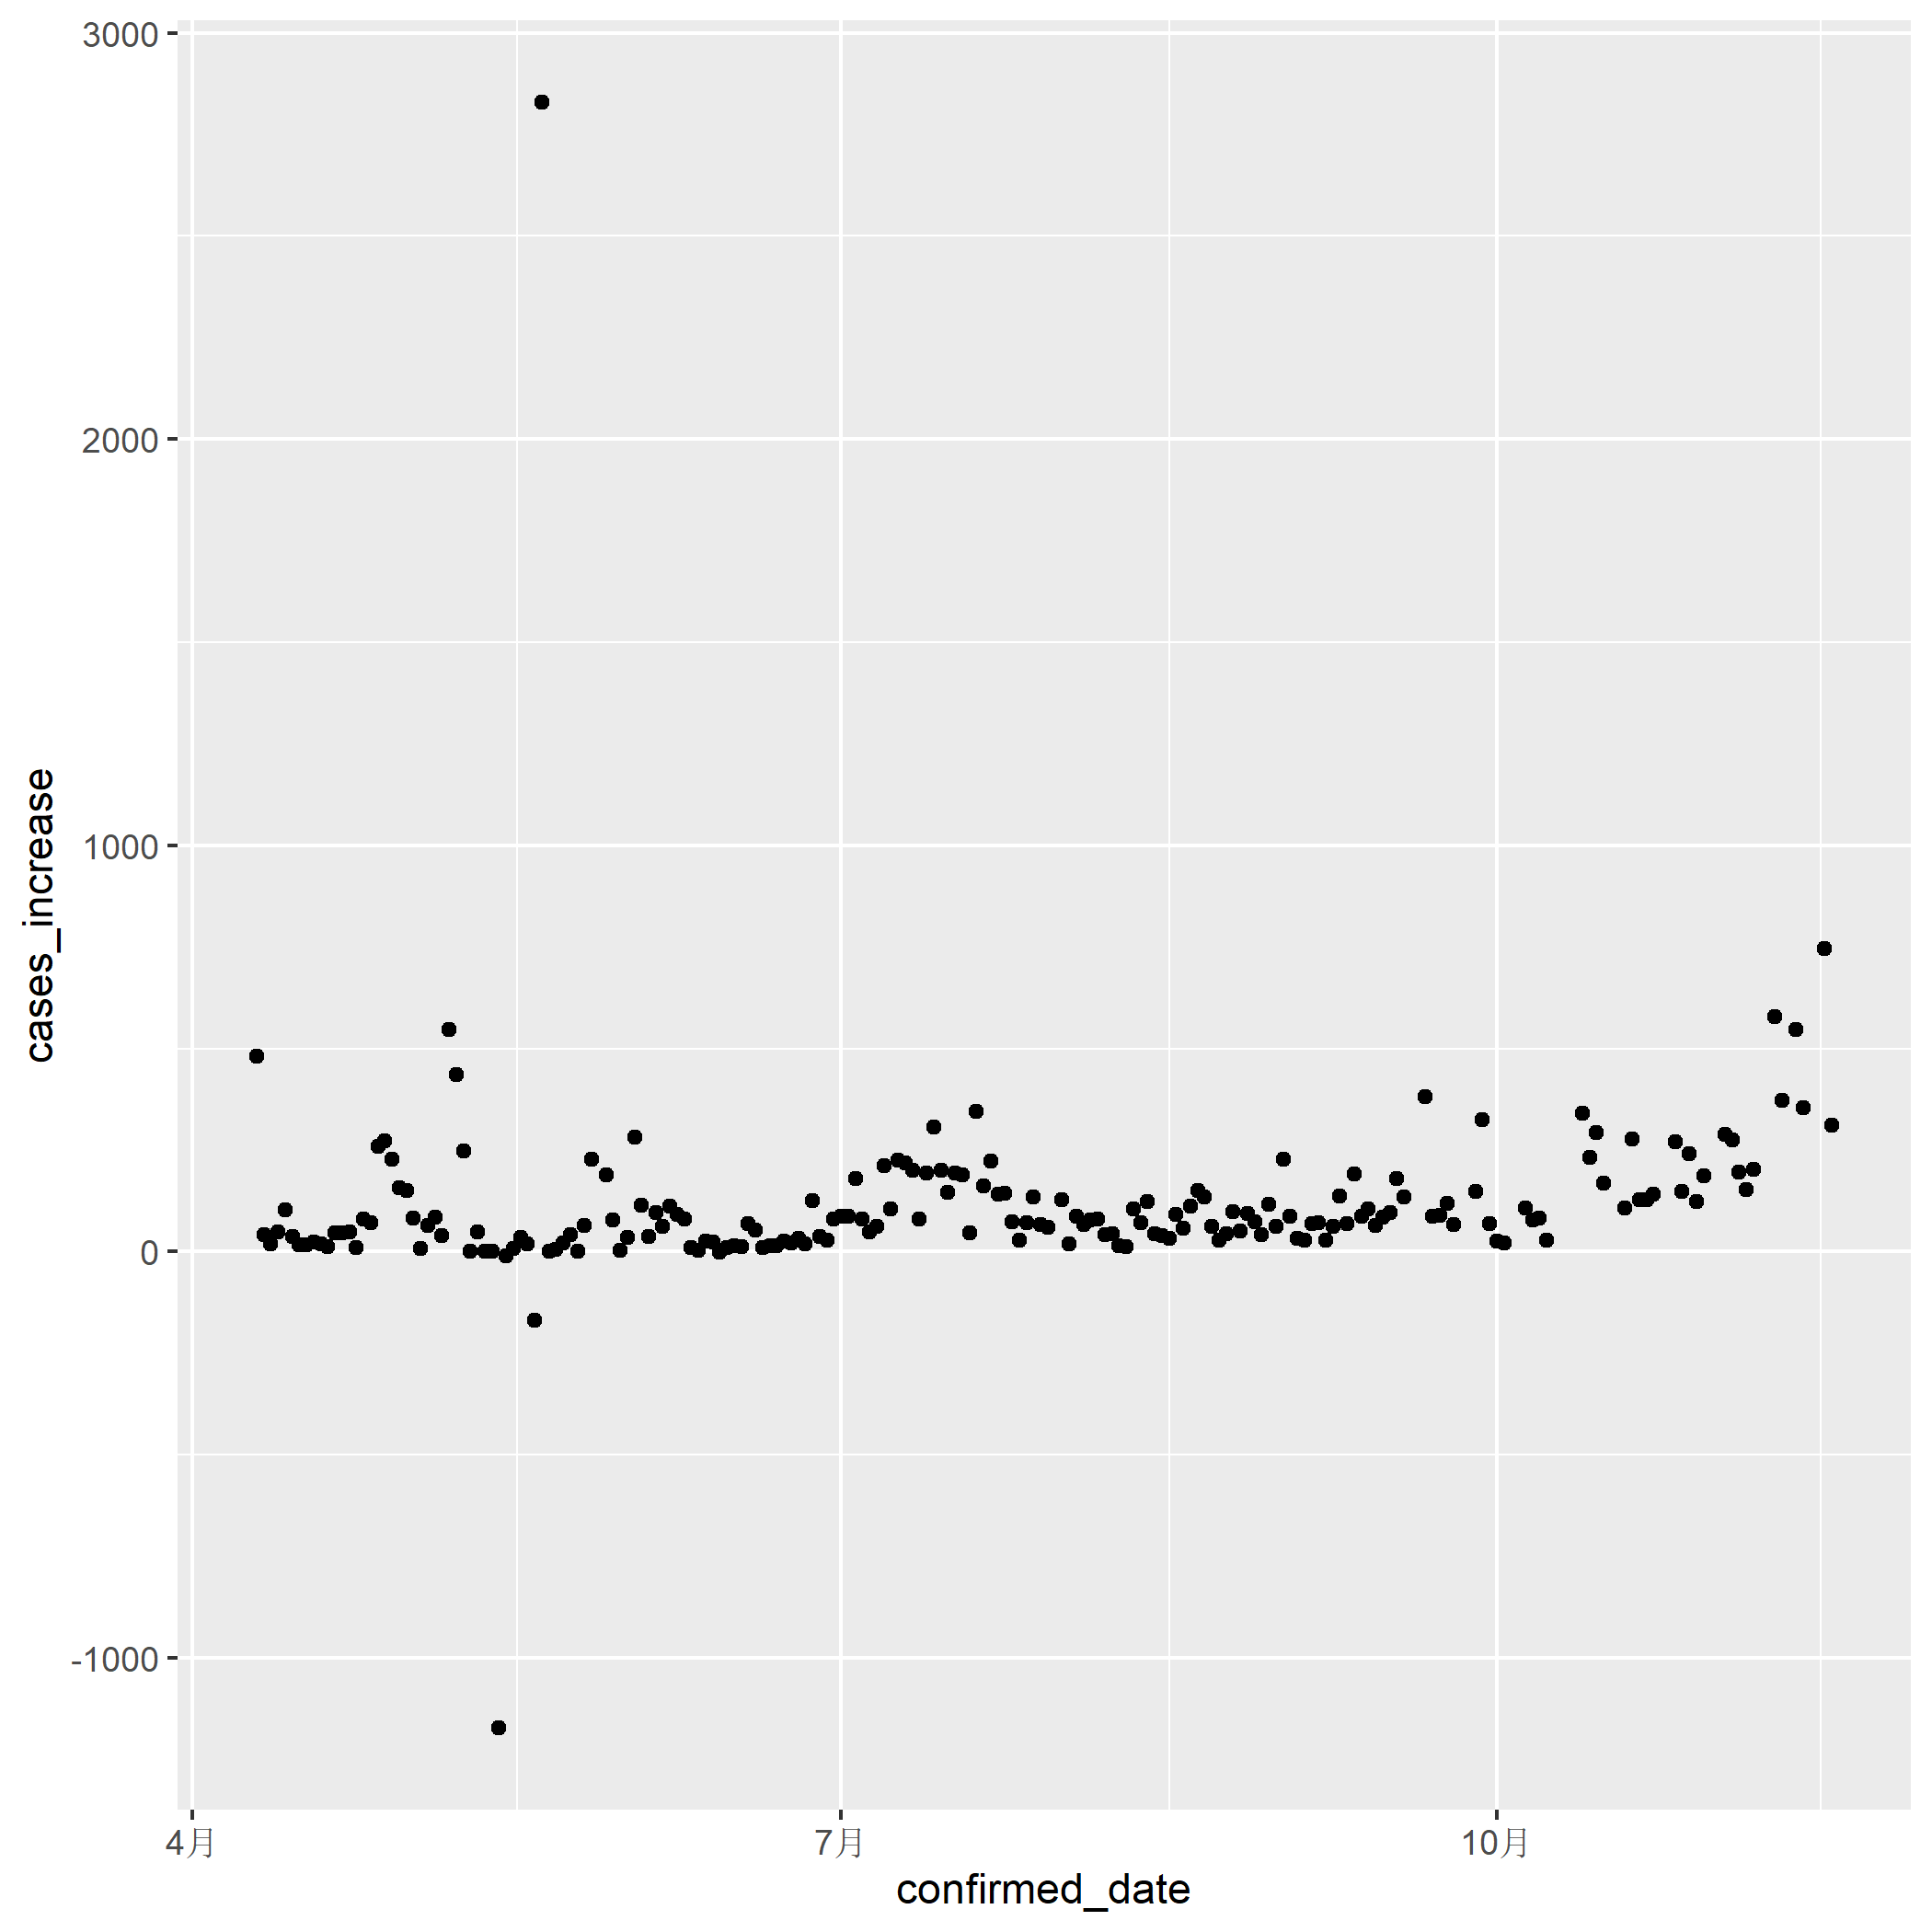 3000
2000
1000
0
-1000
cases_increase
4月
7月
10月
confirmed_date